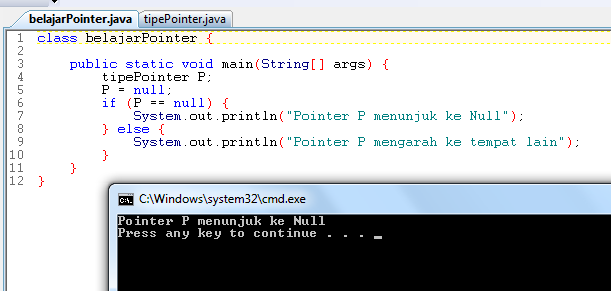 belajarPointer.java tipePointer.java
1 class belajarPointer {
2
3 public static void main(String[] args) {
4 tipePointer P;
5 P = null;
6 if (P == null) {
7 System.out.println("Pointer P menunjuk ke Null");
8 } else {
9 System.out.println("Pointer P mengarah ke tempat lain");
10 }
11 }
12 }
C:\Windows\system32\cmd.exe
Pointer P menunjuk ke Null
Press any key to continue . . .